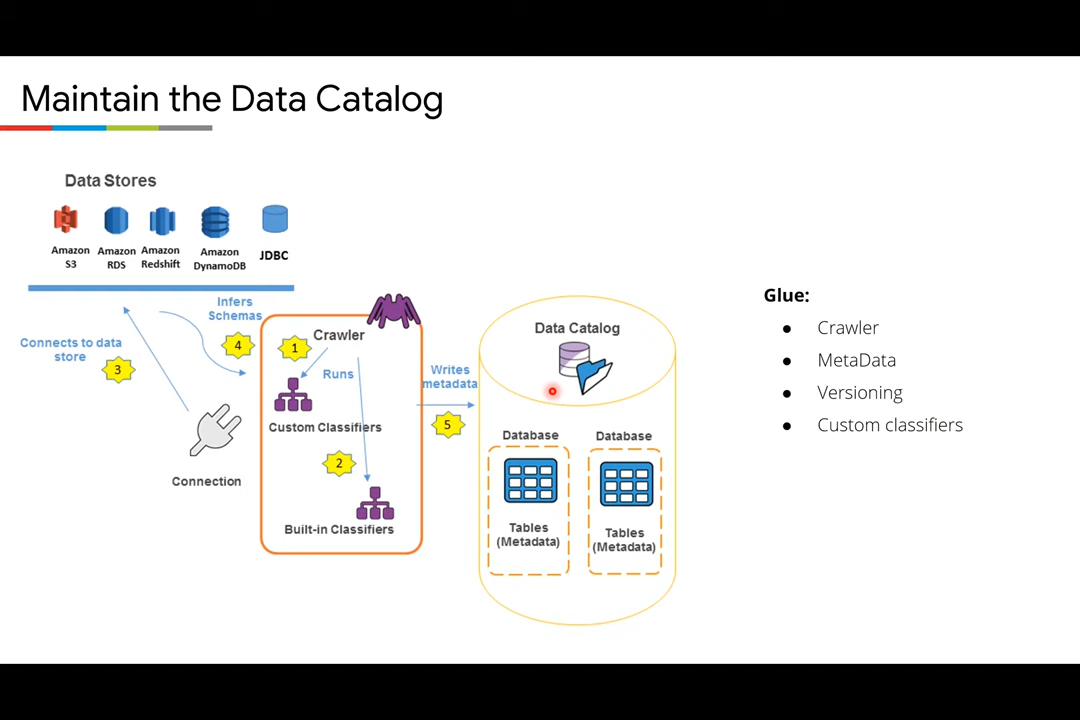 Maintain the Data Catalog
Data Stores
Amazon
S3
Amazon
RDS
Amazon
Redshift
Amazon
DynamoDB
JDBC
Infers
Schemas
Connects to data
store
3
4
Connection
Crawler
1
Runs
Custom Classifiers
2
Built-in Classifiers
Writes
metadata
5
Data Catalog
Database
Tables
(Metadata)
Database
Tables
(Metadata)
Glue:
● Crawler
● MetaData
● Versioning
● Custom classifiers